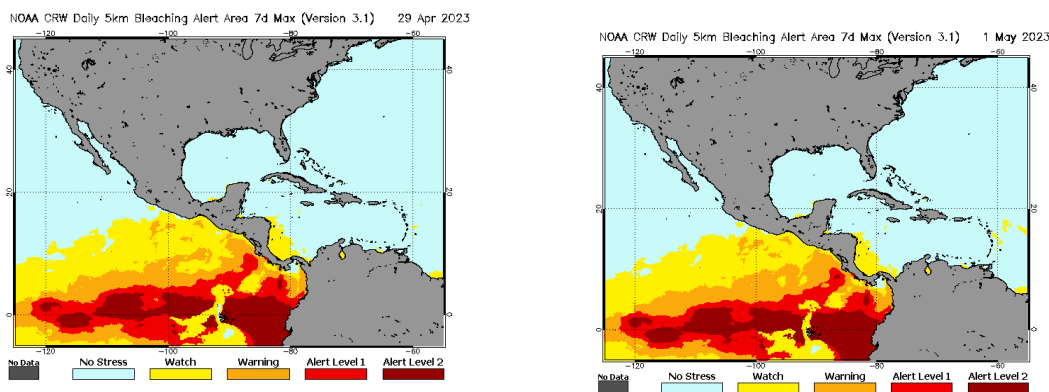 NOAA CRW Daily 5km Bleaching Alert Area 7d Max (Version 3.1) 29 Apr 2023
-120 -100 -80 -60
40 40
20 20
0 0
-120 -100 -80 -60
No Data No Stress Watch Warning Alert Level 1 Alert Level 2
NOAA CRW Daily 5km Bleaching Alert Area 7d Max (Version 3.1) 1 May 2023
-120 -100 -80 -60
40 40
20 20
0 0
-120 -100 -80 -60
No Data No Stress Watch Warning Alert Level 1 Alert Level 2